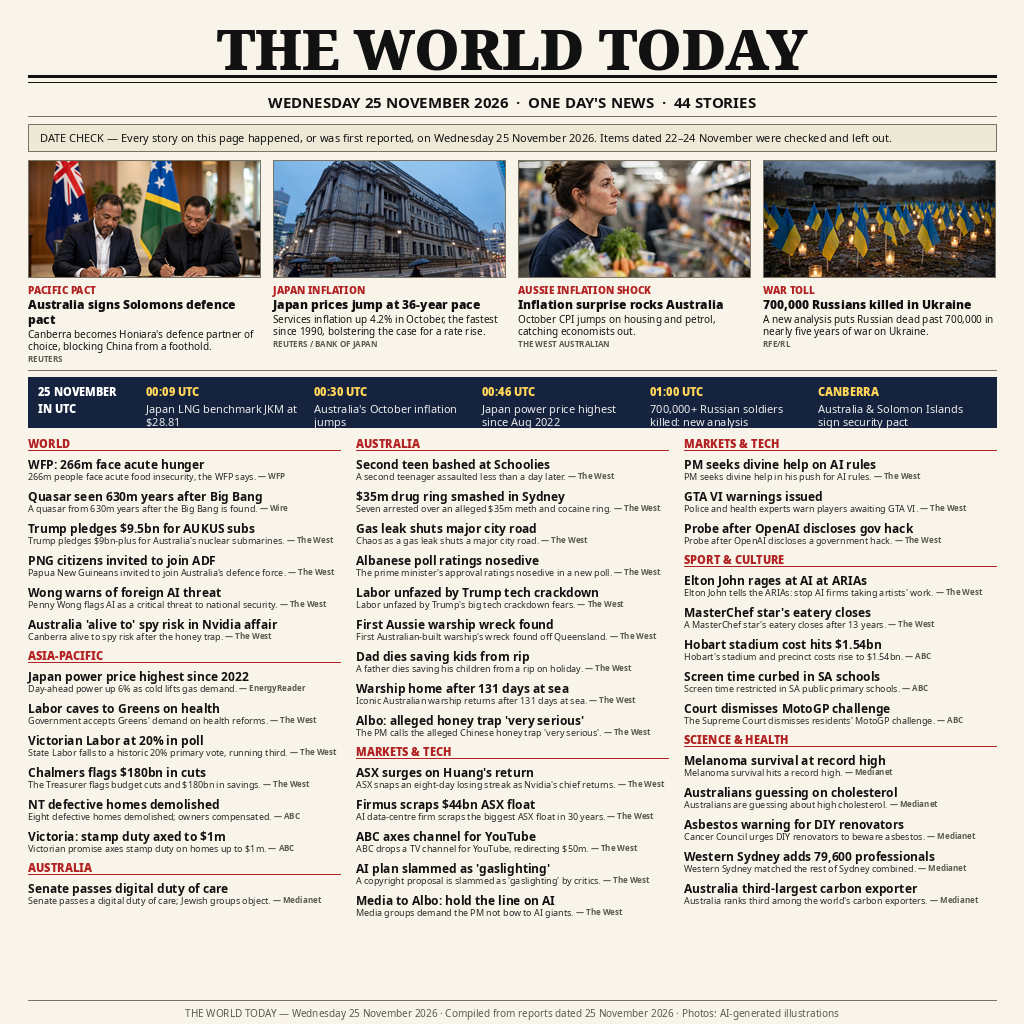 THE WORLD TODAY
WEDNESDAY 25 NOVEMBER 2026 · ONE DAY'S NEWS · 44 STORIES
DATE CHECK — Every story on this page happened, or was first reported, on Wednesday 25 November 2026. Items dated 22–24 November were checked and left out.
PACIFIC PACT
Australia signs Solomons defence
pact
Canberra becomes Honiara's defence partner of
choice, blocking China from a foothold.
REUTERS
JAPAN INFLATION
Japan prices jump at 36-year pace
Services inflation up 4.2% in October, the fastest
since 1990, bolstering the case for a rate rise.
REUTERS / BANK OF JAPAN
AUSSIE INFLATION SHOCK
Inflation surprise rocks Australia
October CPI jumps on housing and petrol,
catching economists out.
THE WEST AUSTRALIAN
WAR TOLL
700,000 Russians killed in Ukraine
A new analysis puts Russian dead past 700,000 in
nearly five years of war on Ukraine.
RFE/RL
25 NOVEMBER
IN UTC
00:09 UTC
Japan LNG benchmark JKM at
$28.81
00:30 UTC
Australia's October inflation
jumps
00:46 UTC
Japan power price highest
since Aug 2022
01:00 UTC
700,000+ Russian soldiers
killed: new analysis
CANBERRA
Australia & Solomon Islands
sign security pact
WORLD
WFP: 266m face acute hunger
266m people face acute food insecurity, the WFP says. — WFP
Quasar seen 630m years after Big Bang
A quasar from 630m years after the Big Bang is found. — Wire
Trump pledges $9.5bn for AUKUS subs
Trump pledges $9bn-plus for Australia's nuclear submarines. — The West
PNG citizens invited to join ADF
Papua New Guineans invited to join Australia's defence force. — The West
Wong warns of foreign AI threat
Penny Wong flags AI as a critical threat to national security. — The West
Australia 'alive to' spy risk in Nvidia affair
Canberra alive to spy risk after the honey trap. — The West
ASIA-PACIFIC
Japan power price highest since 2022
Day-ahead power up 6% as cold lifts gas demand. — EnergyReader
Labor caves to Greens on health
Government accepts Greens' demand on health reforms. — The West
Victorian Labor at 20% in poll
State Labor falls to a historic 20% primary vote, running third. — The West
Chalmers flags $180bn in cuts
The Treasurer flags budget cuts and $180bn in savings. — The West
NT defective homes demolished
Eight defective homes demolished; owners compensated. — ABC
Victoria: stamp duty axed to $1m
Victorian promise axes stamp duty on homes up to $1m. — ABC
AUSTRALIA
Senate passes digital duty of care
Senate passes a digital duty of care; Jewish groups object. — Medianet
AUSTRALIA
Second teen bashed at Schoolies
A second teenager assaulted less than a day later. — The West
$35m drug ring smashed in Sydney
Seven arrested over an alleged $35m meth and cocaine ring. — The West
Gas leak shuts major city road
Chaos as a gas leak shuts a major city road. — The West
Albanese poll ratings nosedive
The prime minister's approval ratings nosedive in a new poll. — The West
Labor unfazed by Trump tech crackdown
Labor unfazed by Trump's big tech crackdown fears. — The West
First Aussie warship wreck found
First Australian-built warship's wreck found off Queensland. — The West
Dad dies saving kids from rip
A father dies saving his children from a rip on holiday. — The West
Warship home after 131 days at sea
Iconic Australian warship returns after 131 days at sea. — The West
Albo: alleged honey trap 'very serious'
The PM calls the alleged Chinese honey trap 'very serious'. — The West
MARKETS & TECH
ASX surges on Huang's return
ASX snaps an eight-day losing streak as Nvidia's chief returns. — The West
Firmus scraps $44bn ASX float
AI data-centre firm scraps the biggest ASX float in 30 years. — The West
ABC axes channel for YouTube
ABC drops a TV channel for YouTube, redirecting $50m. — The West
AI plan slammed as 'gaslighting'
A copyright proposal is slammed as 'gaslighting' by critics. — The West
Media to Albo: hold the line on AI
Media groups demand the PM not bow to AI giants. — The West
MARKETS & TECH
PM seeks divine help on AI rules
PM seeks divine help in his push for AI rules. — The West
GTA VI warnings issued
Police and health experts warn players awaiting GTA VI. — The West
Probe after OpenAI discloses gov hack
Probe after OpenAI discloses a government hack. — The West
SPORT & CULTURE
Elton John rages at AI at ARIAs
Elton John tells the ARIAs: stop AI firms taking artists' work. — The West
MasterChef star's eatery closes
A MasterChef star's eatery closes after 13 years. — The West
Hobart stadium cost hits $1.54bn
Hobart's stadium and precinct costs rise to $1.54bn. — ABC
Screen time curbed in SA schools
Screen time restricted in SA public primary schools. — ABC
Court dismisses MotoGP challenge
The Supreme Court dismisses residents' MotoGP challenge. — ABC
SCIENCE & HEALTH
Melanoma survival at record high
Melanoma survival hits a record high. — Medianet
Australians guessing on cholesterol
Australians are guessing about high cholesterol. — Medianet
Asbestos warning for DIY renovators
Cancer Council urges DIY renovators to beware asbestos. — Medianet
Western Sydney adds 79,600 professionals
Western Sydney matched the rest of Sydney combined. — Medianet
Australia third-largest carbon exporter
Australia ranks third among the world's carbon exporters. — Medianet
THE WORLD TODAY — Wednesday 25 November 2026 · Compiled from reports dated 25 November 2026 · Photos: AI-generated illustrations